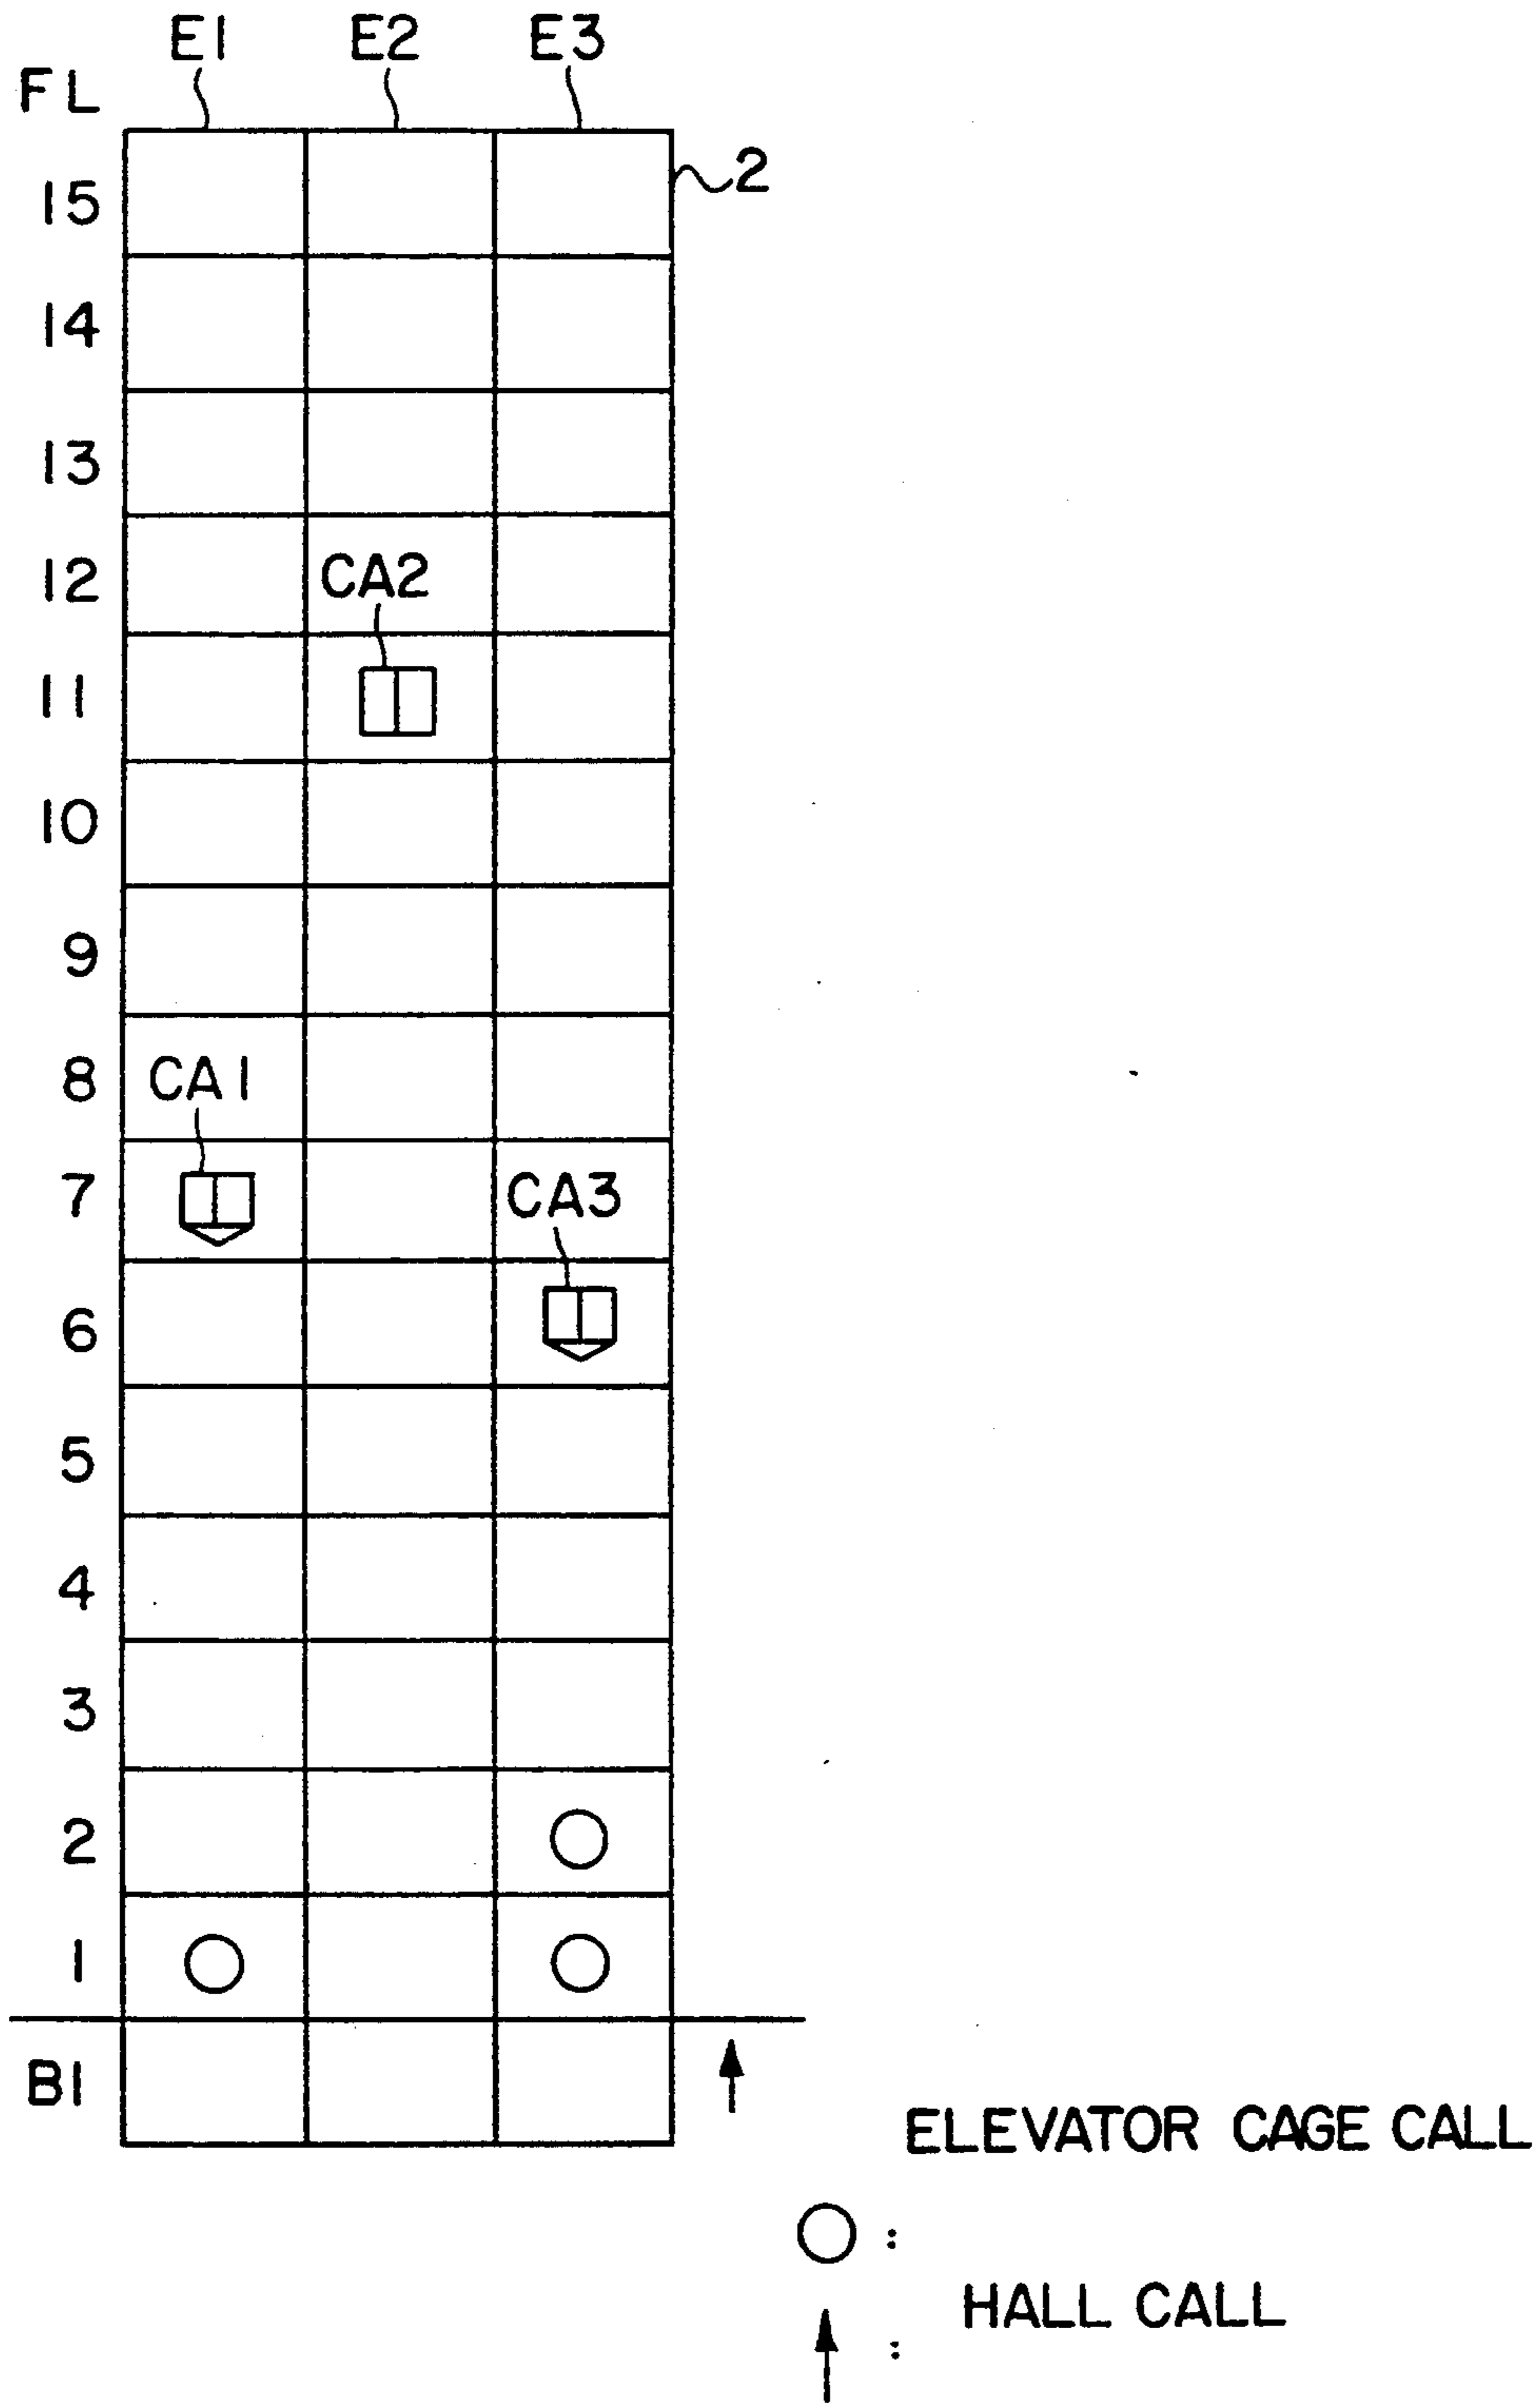 E1 E2 E3
FL
2
15
14
13
12 CA2
11
10
9
8 CA1
7 CA3
6
5
4
3
2
1
B1
ELEVATOR CAGE CALL
:
HALL CALL
: